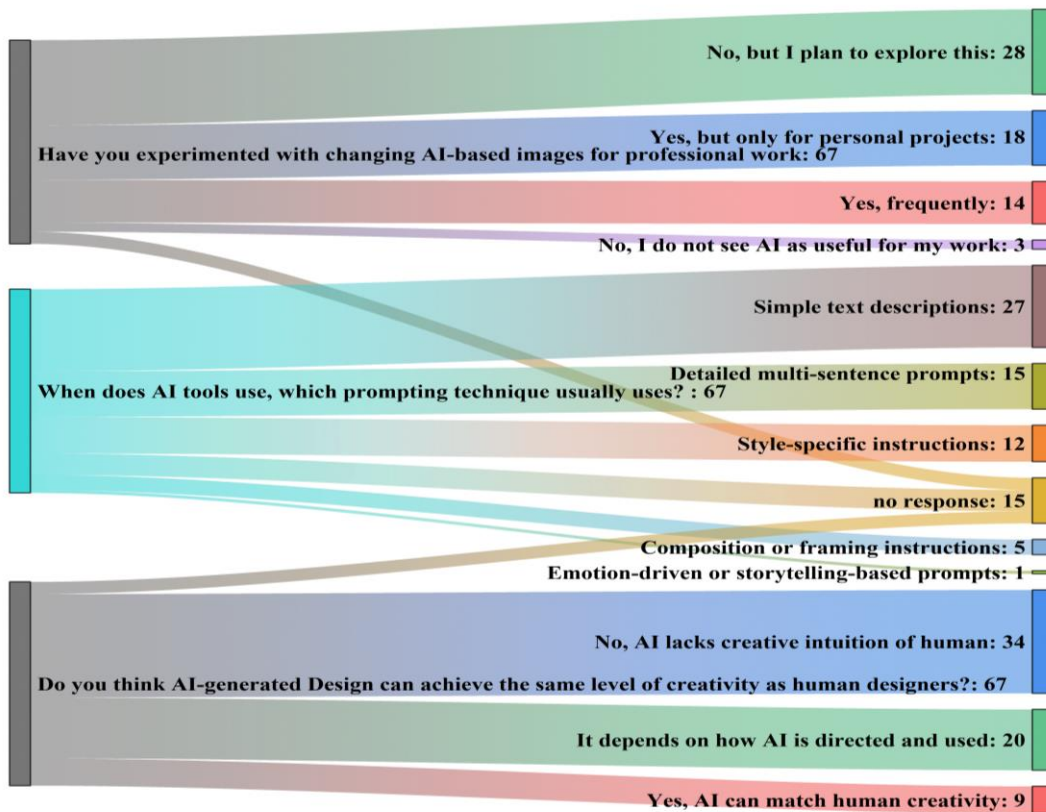 No, but I plan to explore this: 28
Yes, but only for personal projects: 18
Have you experimented with changing AI-based images for professional work: 67
Yes, frequently: 14
No, I do not see AI as useful for my work: 3
Simple text descriptions: 27
Detailed multi-sentence prompts: 15
When does AI tools use, which prompting technique usually uses? : 67
Style-specific instructions: 12
no response: 15
Composition or framing instructions: 5
Emotion-driven or storytelling-based prompts: 1
No, AI lacks creative intuition of human: 34
Do you think AI-generated Design can achieve the same level of creativity as human designers?: 67
It depends on how AI is directed and used: 20
Yes, AI can match human creativity: 9